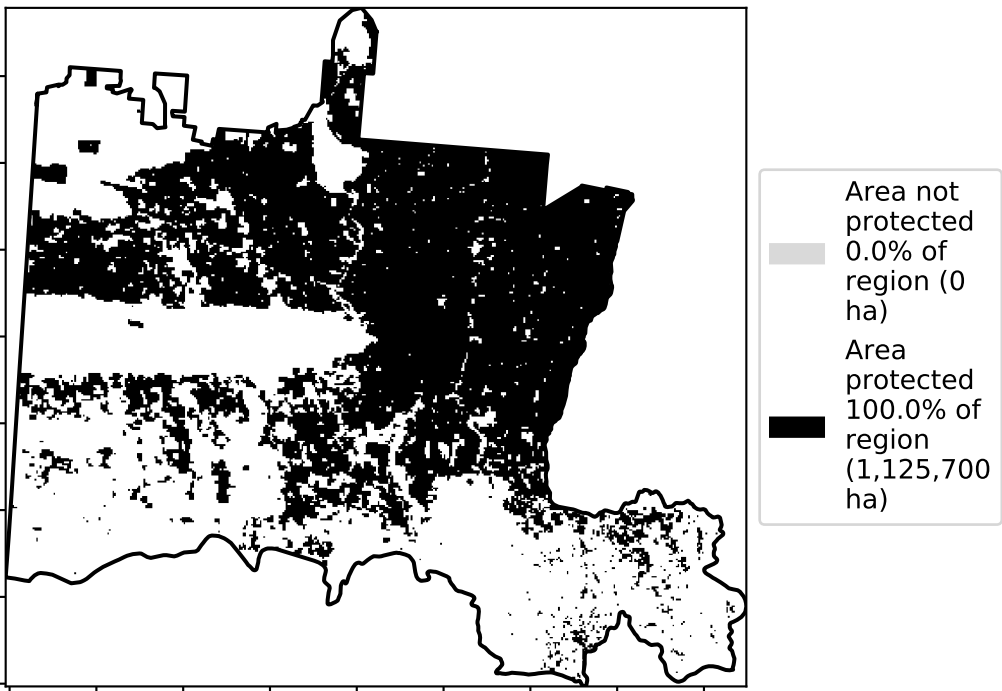 Area not
protected
0.0% of
region (0
ha)
Area
protected
100.0% of
region
(1,125,700
ha)